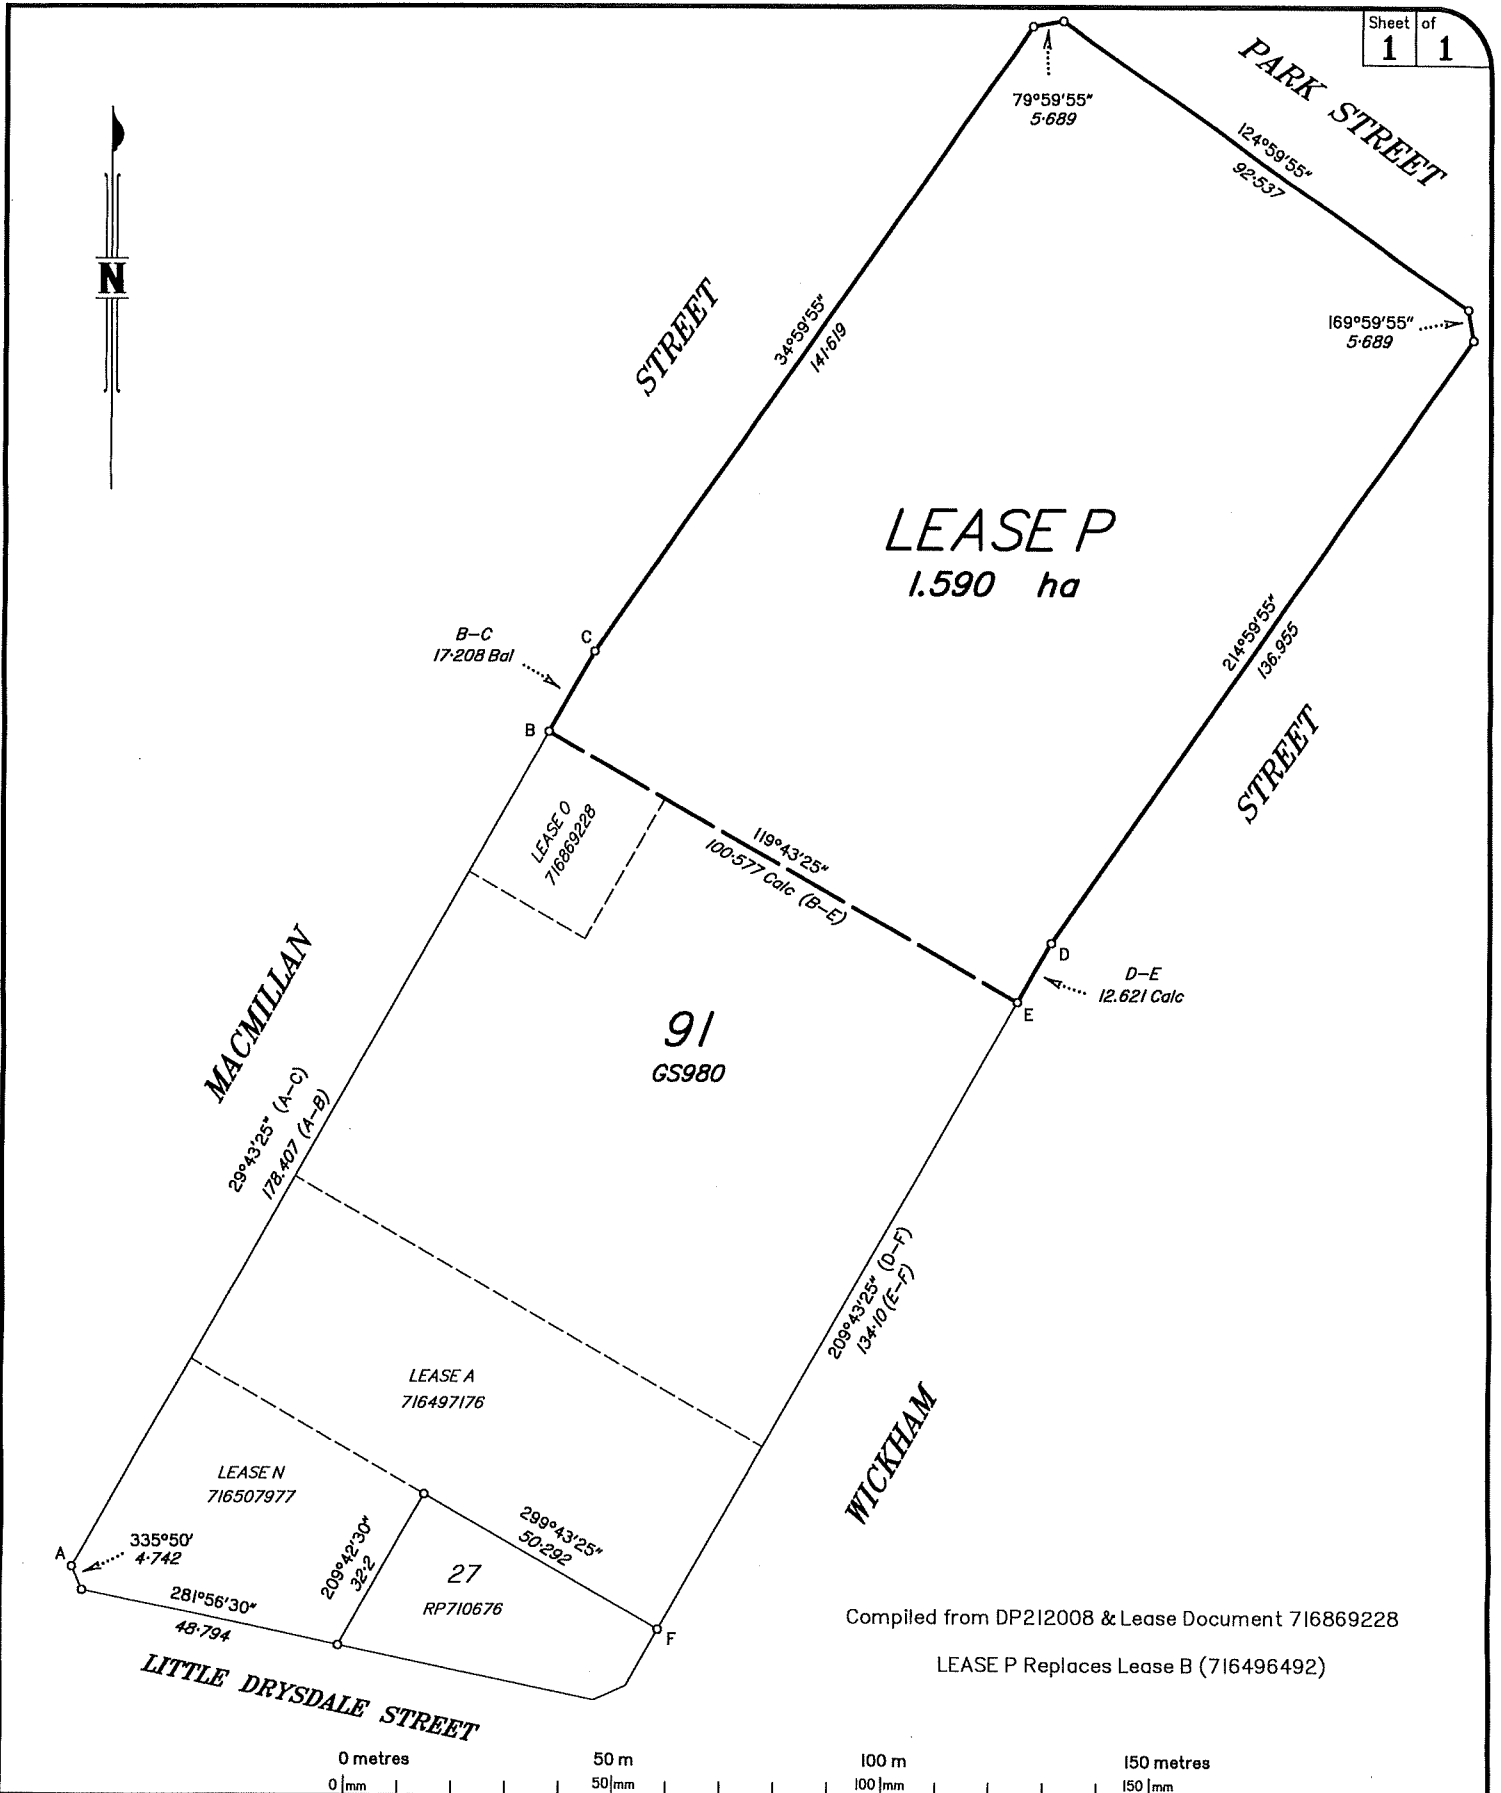 Sheet of
1 1
PARK STREET
79°59'55"
5·689
124°59'55"
92·537
N
169°59'55"
5·689
STREET
34°59'55"
141·619
LEASE P
1.590 ha
214°59'55"
136.955
B-C
17·208 Bal
C
B
STREET
LEASE O
716869228
119°43'25"
100·577 Calc (B-E)
D
D-E
12.621 Calc
E
MACMILLAN
91
GS980
29°43'25" (A-C)
178.407 (A-B)
209°43'25" (D-F)
134·10 (E-F)
LEASE A
716497176
WICKHAM
LEASE N
716507977
335°50'
4·742
A
209°42'30"
32·2
299°43'25"
50·292
27
RP710676
281°56'30"
48·794
F
LITTLE DRYSDALE STREET
Compiled from DP212008 & Lease Document 716869228
LEASE P Replaces Lease B (716496492)
0 metres 50 m 100 m 150 metres
0 mm 50 mm 100 mm 150 mm